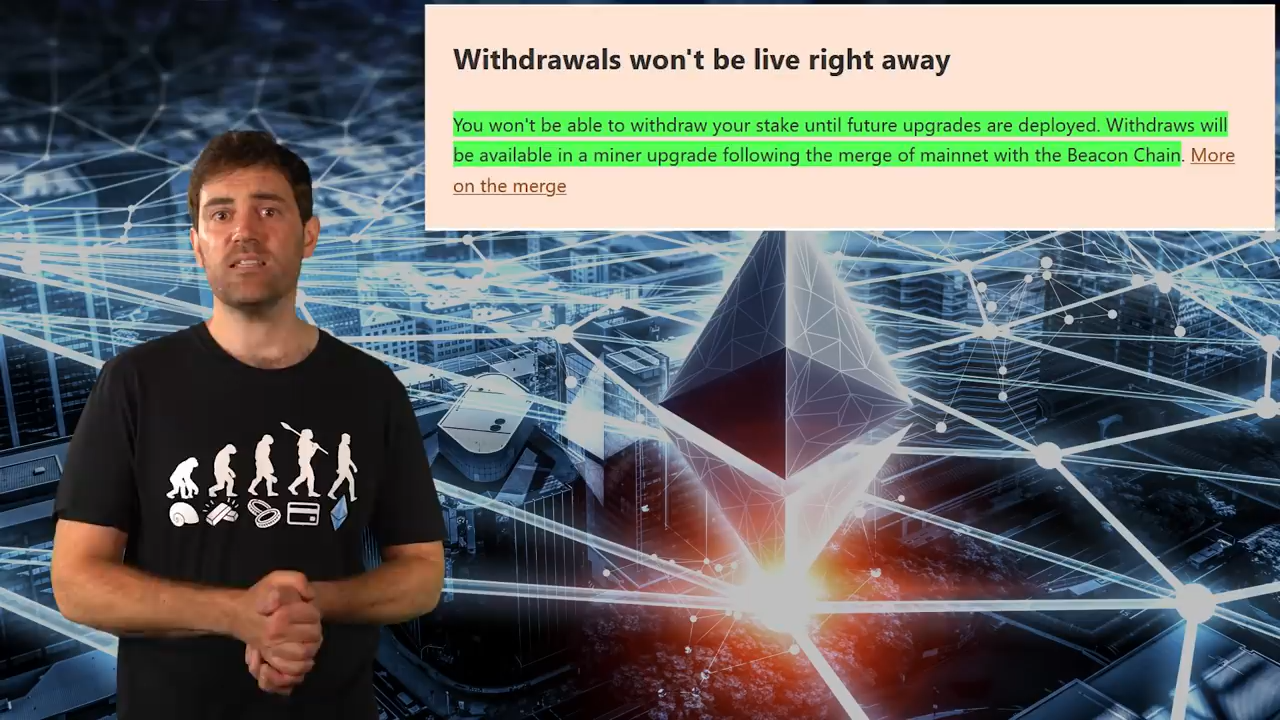 Withdrawals won't be live right away
You won't be able to withdraw your stake until future upgrades are deployed. Withdraws will
be available in a miner upgrade following the merge of mainnet with the Beacon Chain. More
on the merge